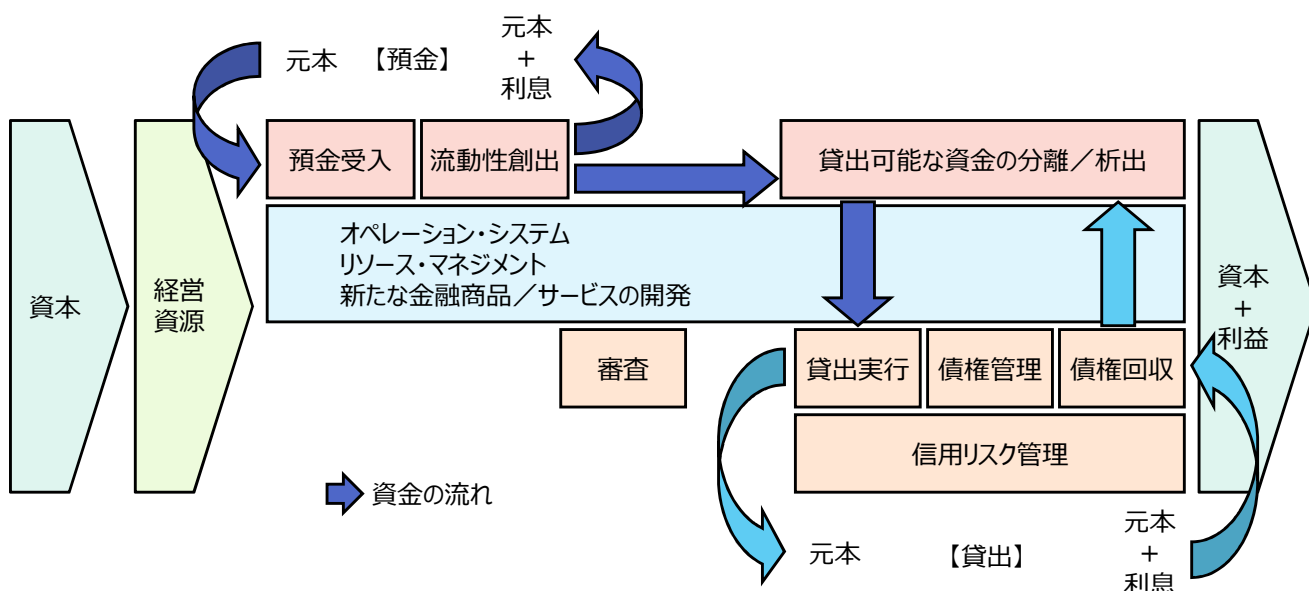 元本
【預金】
元本
+
利息
資本
経営
資源
預金受入
流動性創出
貸出可能な資金の分離／析出
オペレーション・システム
リソース・マネジメント
新たな金融商品／サービスの開発
資本
+
利益
審査
貸出実行
債権管理
債権回収
信用リスク管理
資金の流れ
元本
【貸出】
元本
+
利息